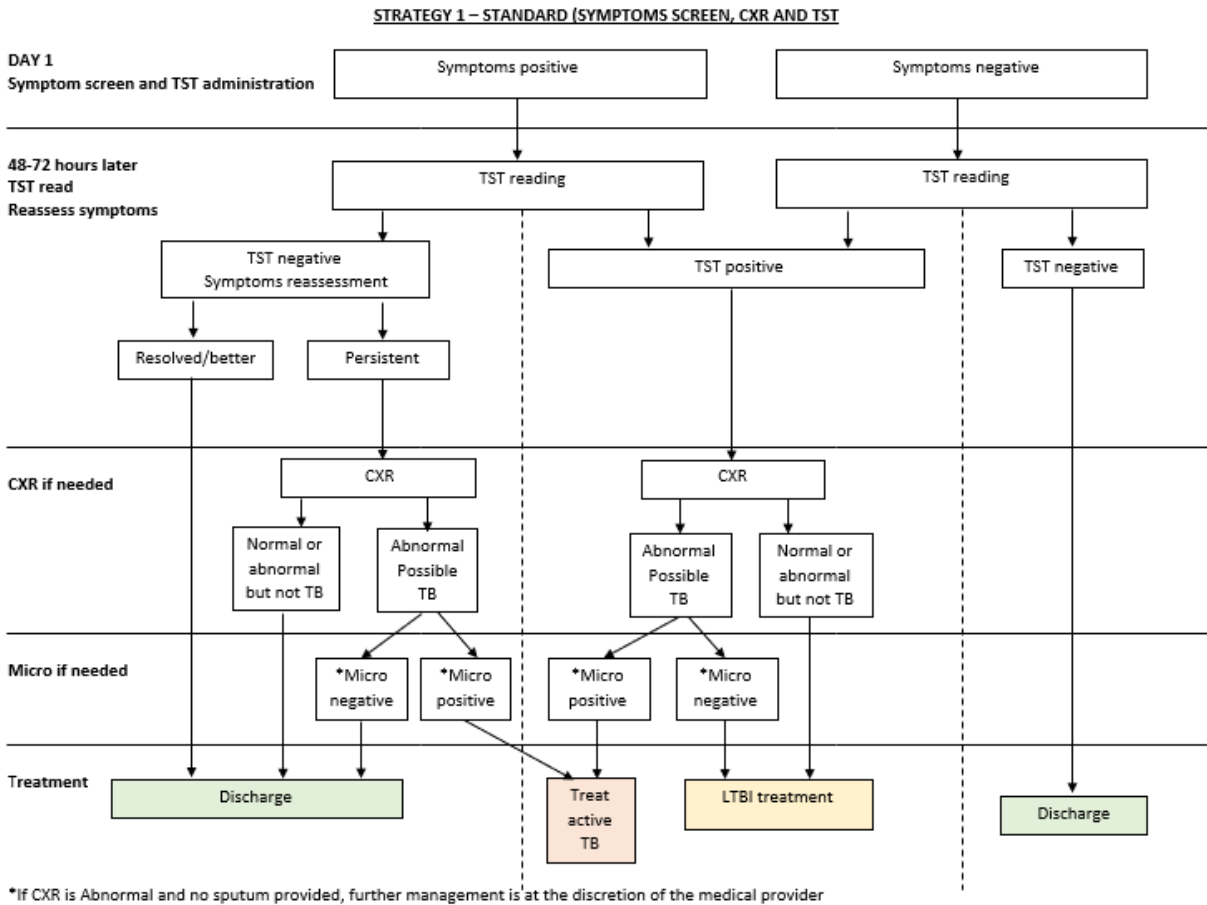 STRATEGY 1 – STANDARD (SYMPTOMS SCREEN, CXR AND TST
DAY 1
Symptom screen and TST administration
Symptoms positive
Symptoms negative
48-72 hours later
TST read
Reassess symptoms
TST reading
TST reading
TST negative
Symptoms reassessment
TST positive
TST negative
Resolved/better
Persistent
CXR if needed
CXR
CXR
Normal or
abnormal
but not TB
Abnormal
Possible
TB
Abnormal
Possible
TB
Normal or
abnormal
but not TB
Micro if needed
*Micro
negative
*Micro
positive
*Micro
positive
*Micro
negative
Treatment
Discharge
Treat
active
TB
LTBI treatment
Discharge
*If CXR is Abnormal and no sputum provided, further management is at the discretion of the medical provider